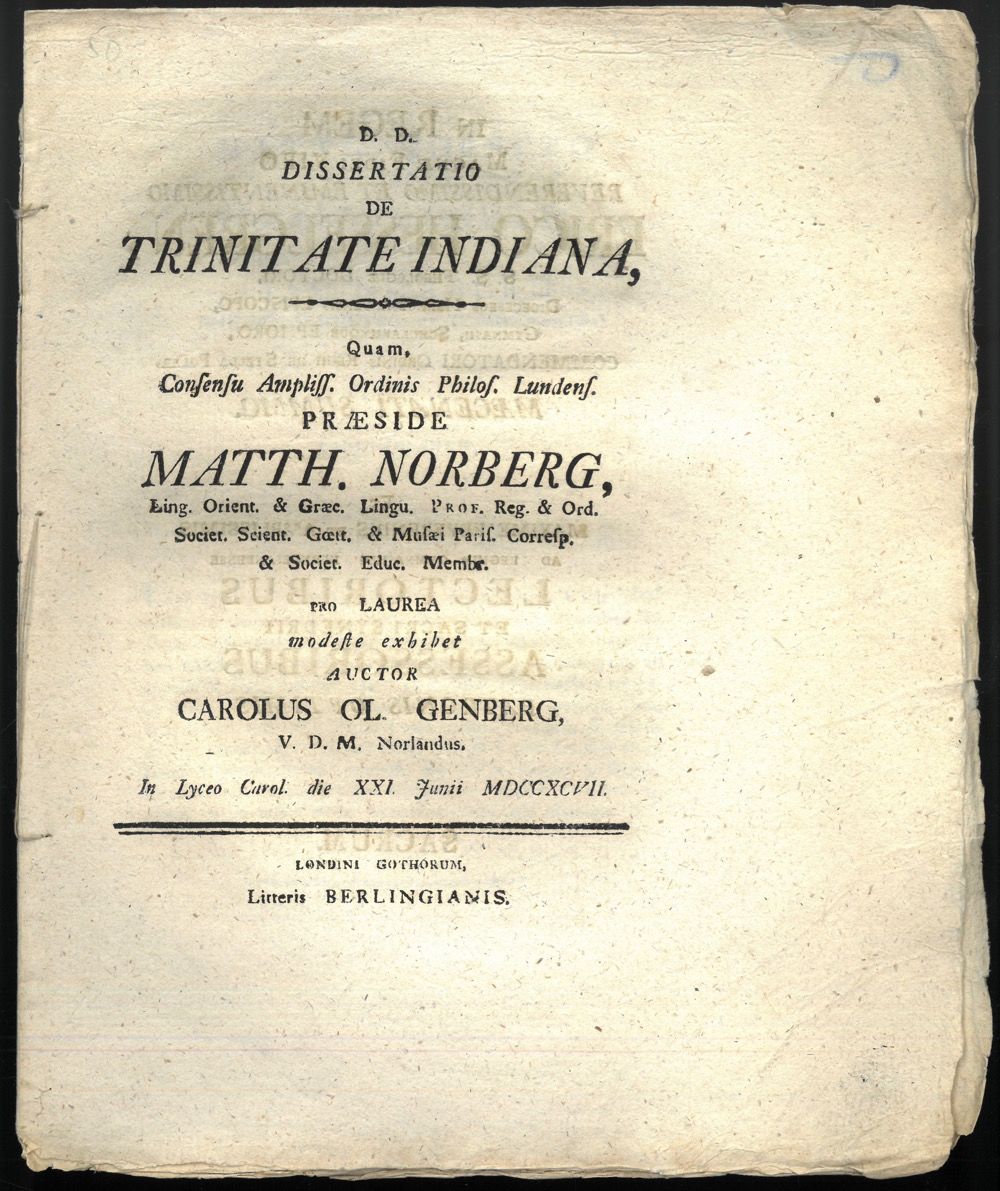 D. D.
DISSERTATIO
DE
TRINITATE INDIANA,
Quam,
Conſenſu Ampliſſ. Ordinis Philoſ. Lundenſ.
PRÆSIDE
MATTH. NORBERG,
Ling. Orient. & Græc. Lingu. PROF. Reg. & Ord.
Societ. Scient. Gœtt. & Muſæi Pariſ. Correſp.
& Societ. Educ. Membr.
PRO LAUREA
modeſte exhibet
AUCTOR
CAROLUS OL. GENBERG,
V. D. M. Norlandus.
In Lyceo Carol. die XXI. Junii MDCCXCVII.
LONDINI GOTHORUM,
Litteris BERLINGIANIS.